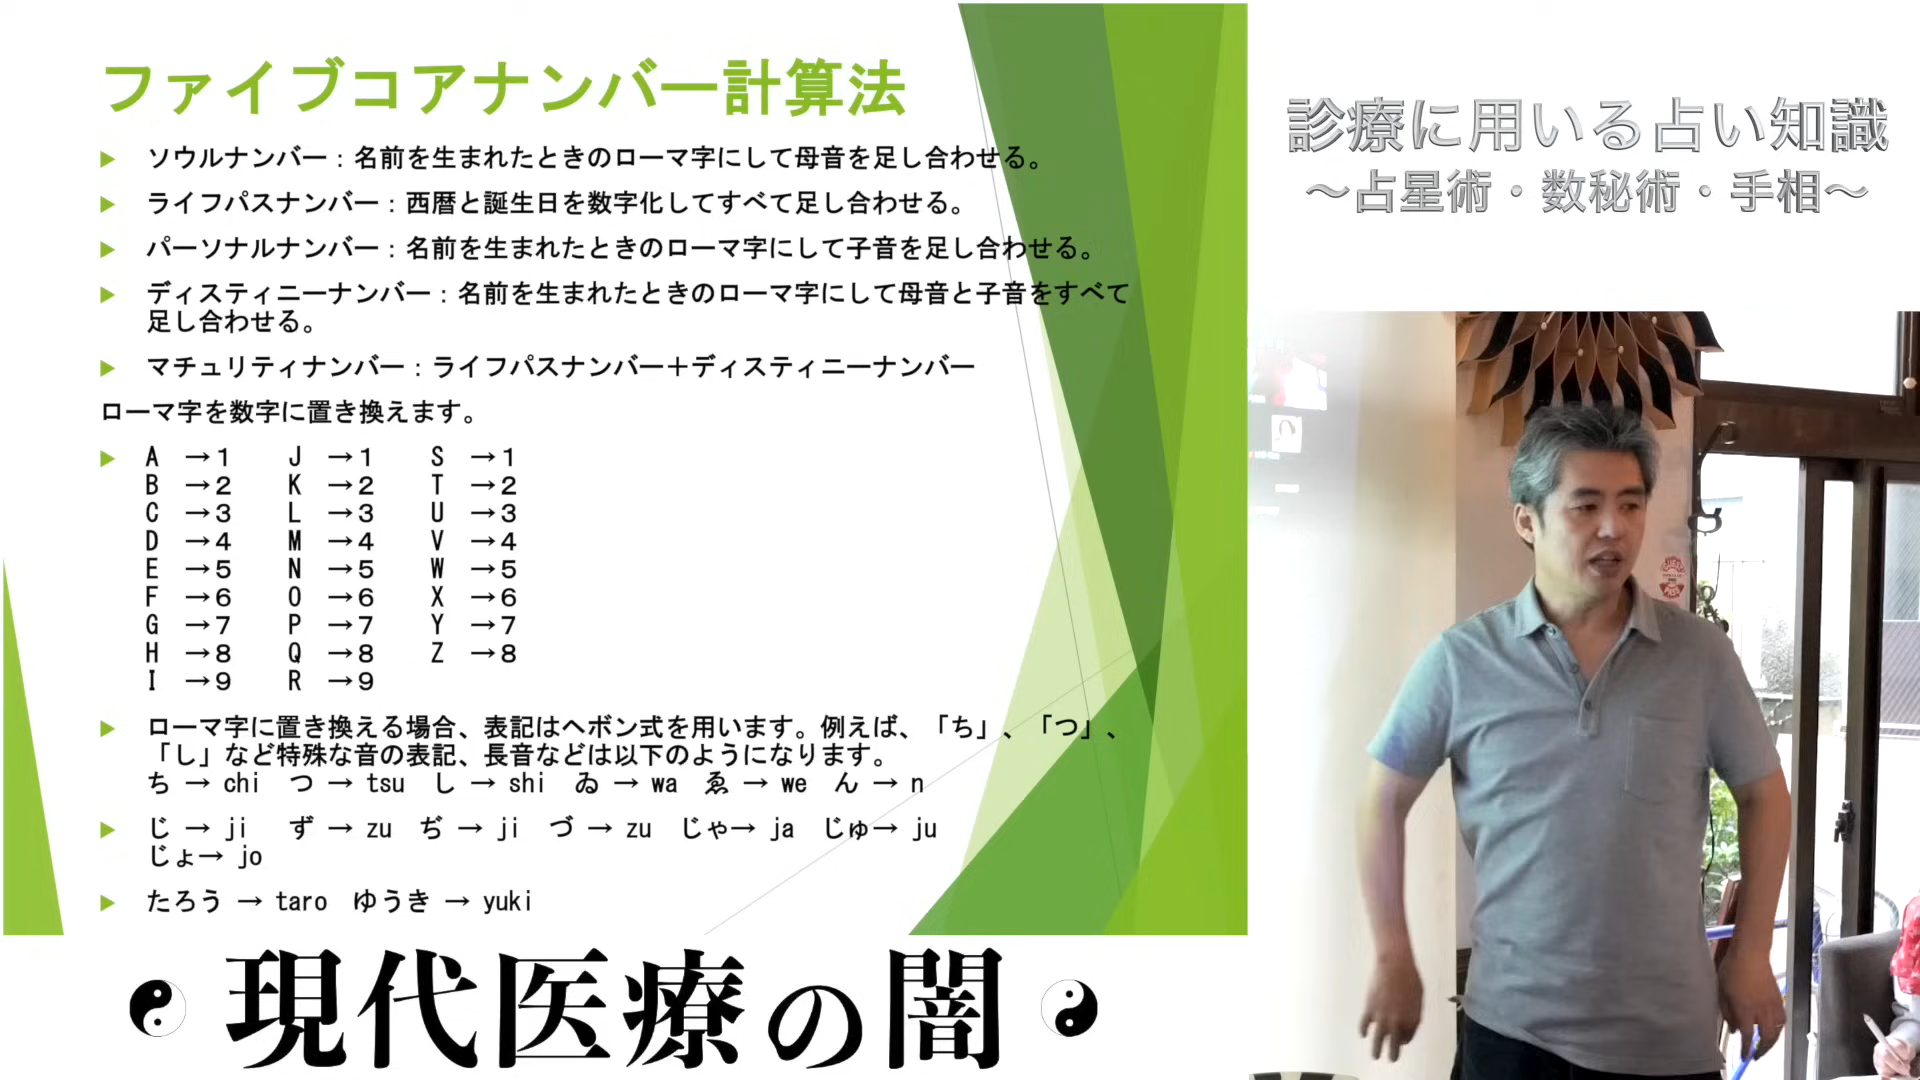 ファイブコアナンバー計算法
ソウルナンバー：名前を生まれたときのローマ字にして母音を足し合わせる。
ライフパスナンバー：西暦と誕生日を数字化してすべて足し合わせる。
パーソナルナンバー：名前を生まれたときのローマ字にして子音を足し合わせる。
ディスティニーナンバー：名前を生まれたときのローマ字にして母音と子音をすべて
足し合わせる。
マチュリティナンバー：ライフパスナンバー＋ディスティニーナンバー
ローマ字を数字に置き換えます。
A →1 J →1 S →1
B →2 K →2 T →2
C →3 L →3 U →3
D →4 M →4 V →4
E →5 N →5 W →5
F →6 O →6 X →6
G →7 P →7 Y →7
H →8 Q →8 Z →8
I →9 R →9
ローマ字に置き換える場合、表記はヘボン式を用います。例えば、「ち」、「つ」、
「し」など特殊な音の表記、長音などは以下のようになります。
ち → chi つ → tsu し → shi ゐ → wa ゑ → we ん → n
じ → ji ず → zu ぢ → ji づ → zu じゃ→ ja じゅ→ ju
じょ→ jo
たろう → taro ゆうき → yuki
診療に用いる占い知識
～占星術・数秘術・手相～
現代医療の闇